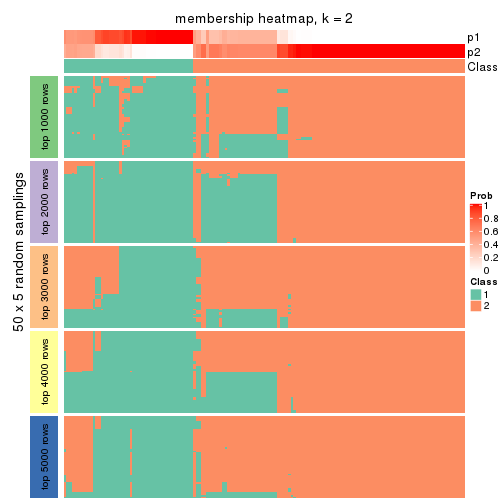 membership heatmap, k = 2
p1
p2
Class
50 x 5 random samplings
top 1000 rows
top 2000 rows
top 3000 rows
top 4000 rows
top 5000 rows
Prob
1
0.8
0.6
0.4
0.2
0
Class
1
2